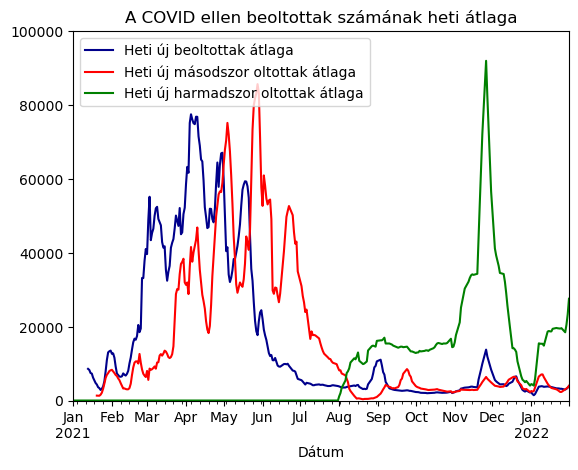 A COVID ellen beoltottak számának heti átlaga
Heti új beoltottak átlaga
Heti új másodszor oltottak átlaga
Heti új harmadszor oltottak átlaga
100000
80000
60000
40000
20000
0
Jan Feb Mar Apr May Jun Jul Aug Sep Oct Nov Dec Jan
2021 2022
Dátum